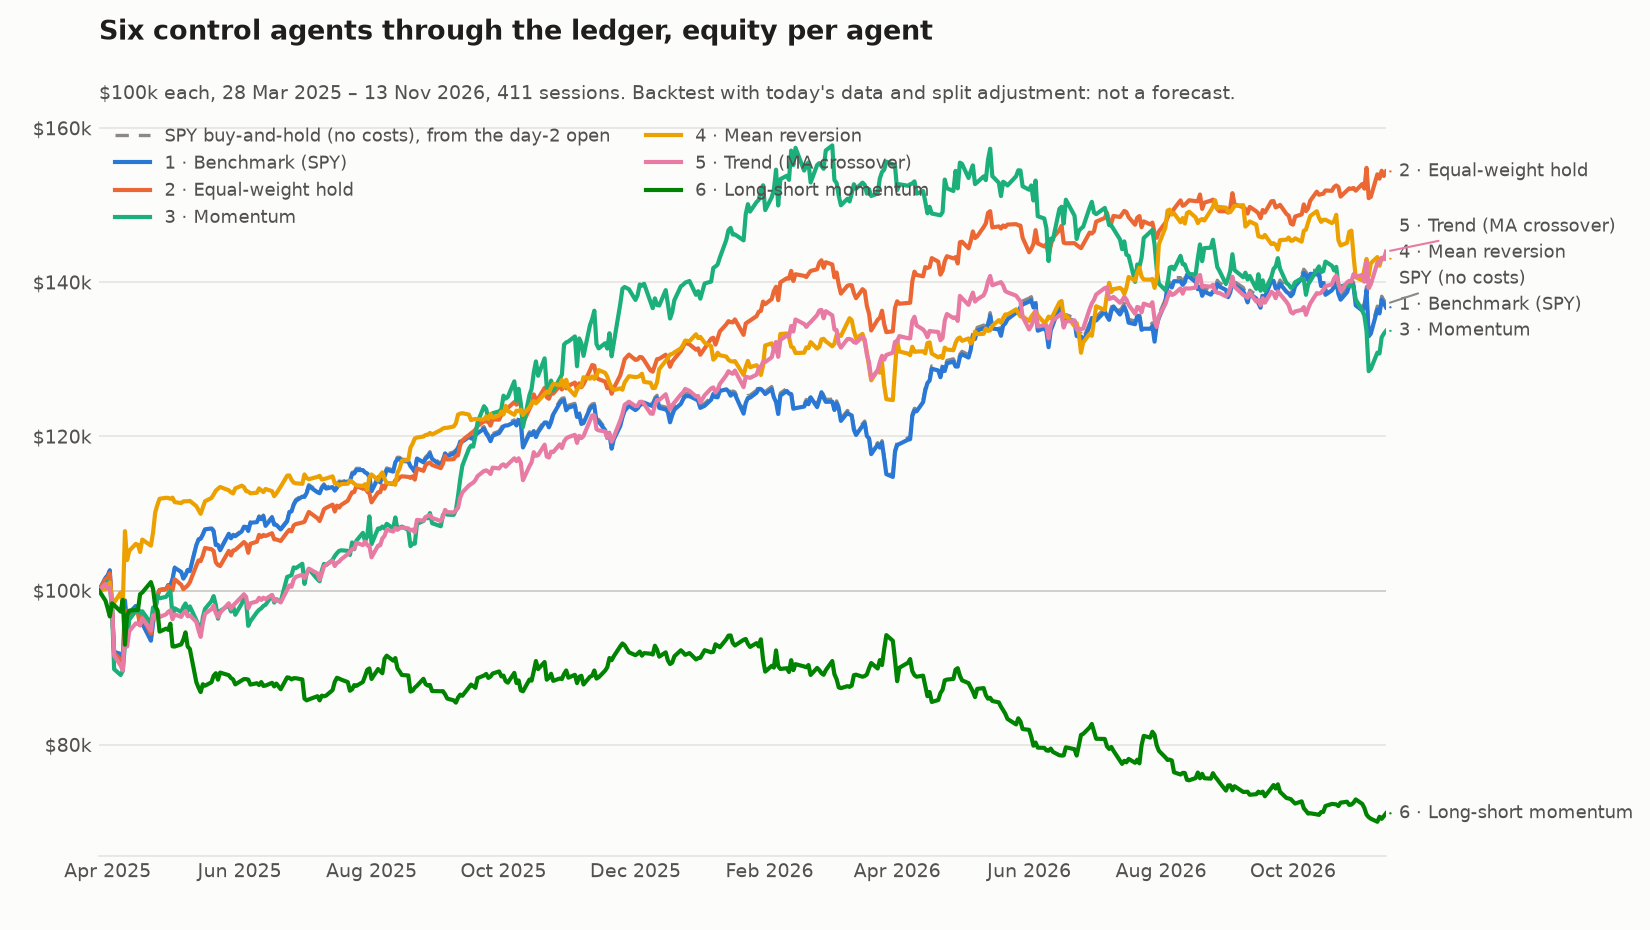 Six control agents through the ledger, equity per agent
$100k each, 28 Mar 2025 – 13 Nov 2026, 411 sessions. Backtest with today's data and split adjustment: not a forecast.
SPY buy-and-hold (no costs), from the day-2 open
1 · Benchmark (SPY)
2 · Equal-weight hold
3 · Momentum
4 · Mean reversion
5 · Trend (MA crossover)
6 · Long-short momentum
$160k
$140k
$120k
$100k
$80k
2 · Equal-weight hold
5 · Trend (MA crossover)
4 · Mean reversion
SPY (no costs)
1 · Benchmark (SPY)
3 · Momentum
6 · Long-short momentum
Apr 2025
Jun 2025
Aug 2025
Oct 2025
Dec 2025
Feb 2026
Apr 2026
Jun 2026
Aug 2026
Oct 2026